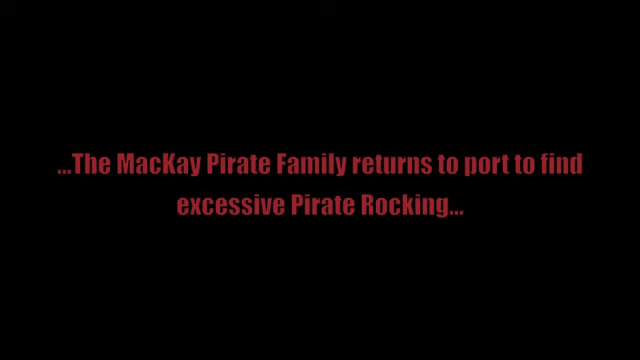 ...The MacKay Pirate Family returns to port to find
excessive Pirate Rocking...